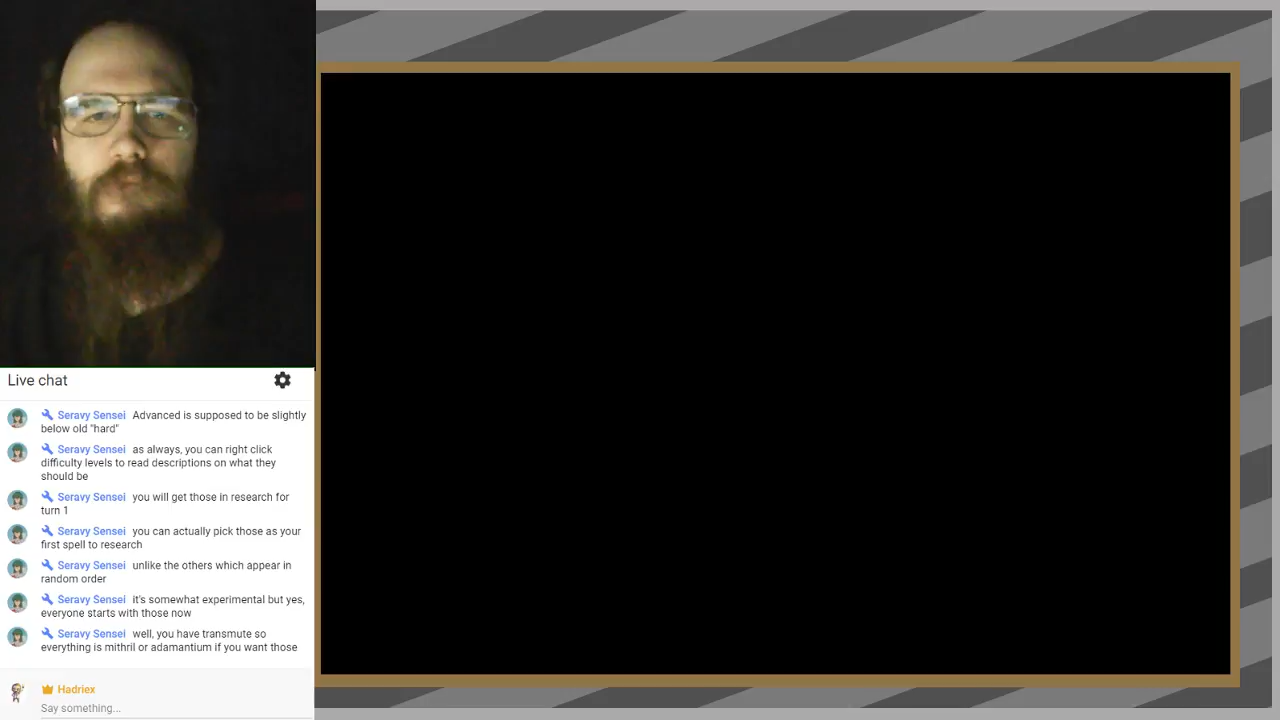 Live chat
Seravy Sensei Advanced is supposed to be slightly
below old "hard"
Seravy Sensei as always, you can right click
difficulty levels to read descriptions on what they
should be
Seravy Sensei you will get those in research for
turn 1
Seravy Sensei you can actually pick those as your
first spell to research
Seravy Sensei unlike the others which appear in
random order
Seravy Sensei it's somewhat experimental but yes,
everyone starts with those now
Seravy Sensei well, you have transmute so
everything is mithril or adamantium if you want those
Hadriex
Say something...